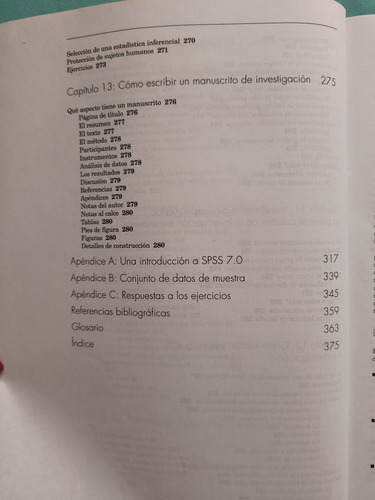 Selección de una estadística inferencial 270
Protección de sujetos humanos 271
Ejercicios 273
Capítulo 13: Cómo escribir un manuscrito de investigación 275
Qué aspecto tiene un manuscrito 276
Página de título 276
El resumen 277
El texto 277
El método 278
Participantes 278
Instrumentos 278
Análisis de datos 278
Los resultados 279
Discusión 279
Referencias 279
Apéndices 279
Notas del autor 279
Notas al calce 280
Tablas 280
Pies de figura 280
Figuras 280
Detalles de construcción 280
Apéndice A: Una introducción a SPSS 7.0 317
Apéndice B: Conjunto de datos de muestra 339
Apéndice C: Respuestas a los ejercicios 345
Referencias bibliográficas 359
Glosario 363
Índice 375